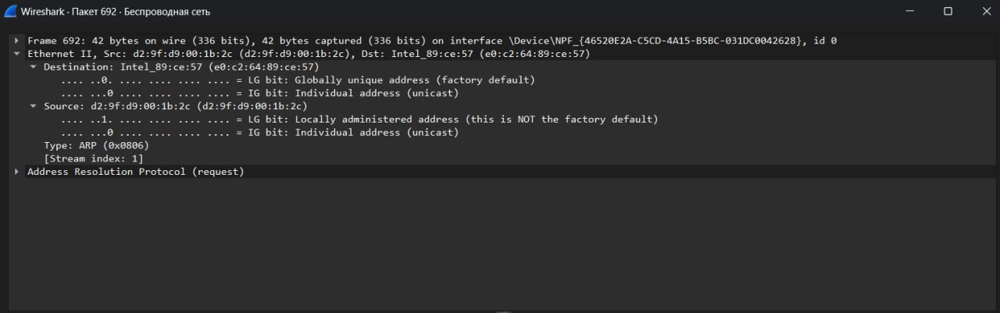 Wireshark · Пакет 692 · Беспроводная сеть
Frame 692: 42 bytes on wire (336 bits), 42 bytes captured (336 bits) on interface \Device\NPF_{46520E2A-C5CD-4A15-B5BC-031DC0042628}, id 0
Ethernet II, Src: d2:9f:d9:00:1b:2c (d2:9f:d9:00:1b:2c), Dst: Intel_89:ce:57 (e0:c2:64:89:ce:57)
Destination: Intel_89:ce:57 (e0:c2:64:89:ce:57)
.... ..0. .... .... .... .... = LG bit: Globally unique address (factory default)
.... ...0 .... .... .... .... = IG bit: Individual address (unicast)
Source: d2:9f:d9:00:1b:2c (d2:9f:d9:00:1b:2c)
.... ..1. .... .... .... .... = LG bit: Locally administered address (this is NOT the factory default)
.... ...0 .... .... .... .... = IG bit: Individual address (unicast)
Type: ARP (0x0806)
[Stream index: 1]
Address Resolution Protocol (request)